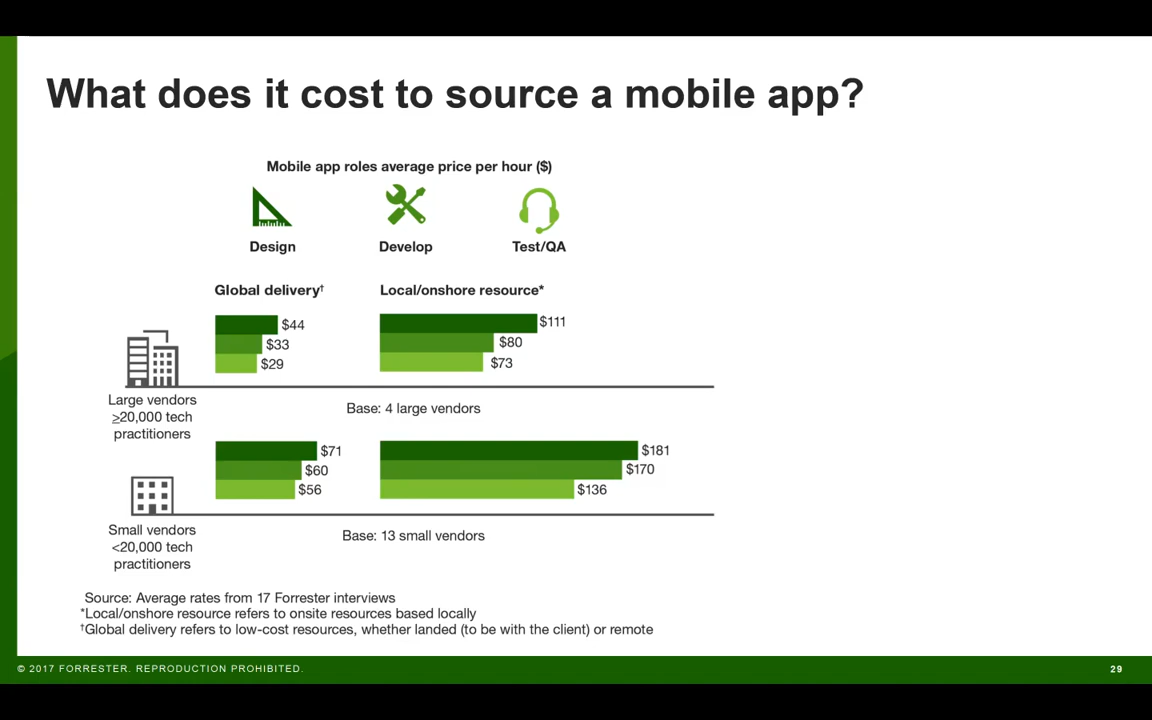 What does it cost to source a mobile app?
Mobile app roles average price per hour ($)
Design
Develop
Test/QA
Global delivery†
Local/onshore resource*
$44
$33
$29
$111
$80
$73
Large vendors
≥20,000 tech
practitioners
Base: 4 large vendors
$71
$60
$56
$181
$170
$136
Small vendors
<20,000 tech
practitioners
Base: 13 small vendors
Source: Average rates from 17 Forrester interviews
*Local/onshore resource refers to onsite resources based locally
†Global delivery refers to low-cost resources, whether landed (to be with the client) or remote
© 2017 FORRESTER. REPRODUCTION PROHIBITED.
29